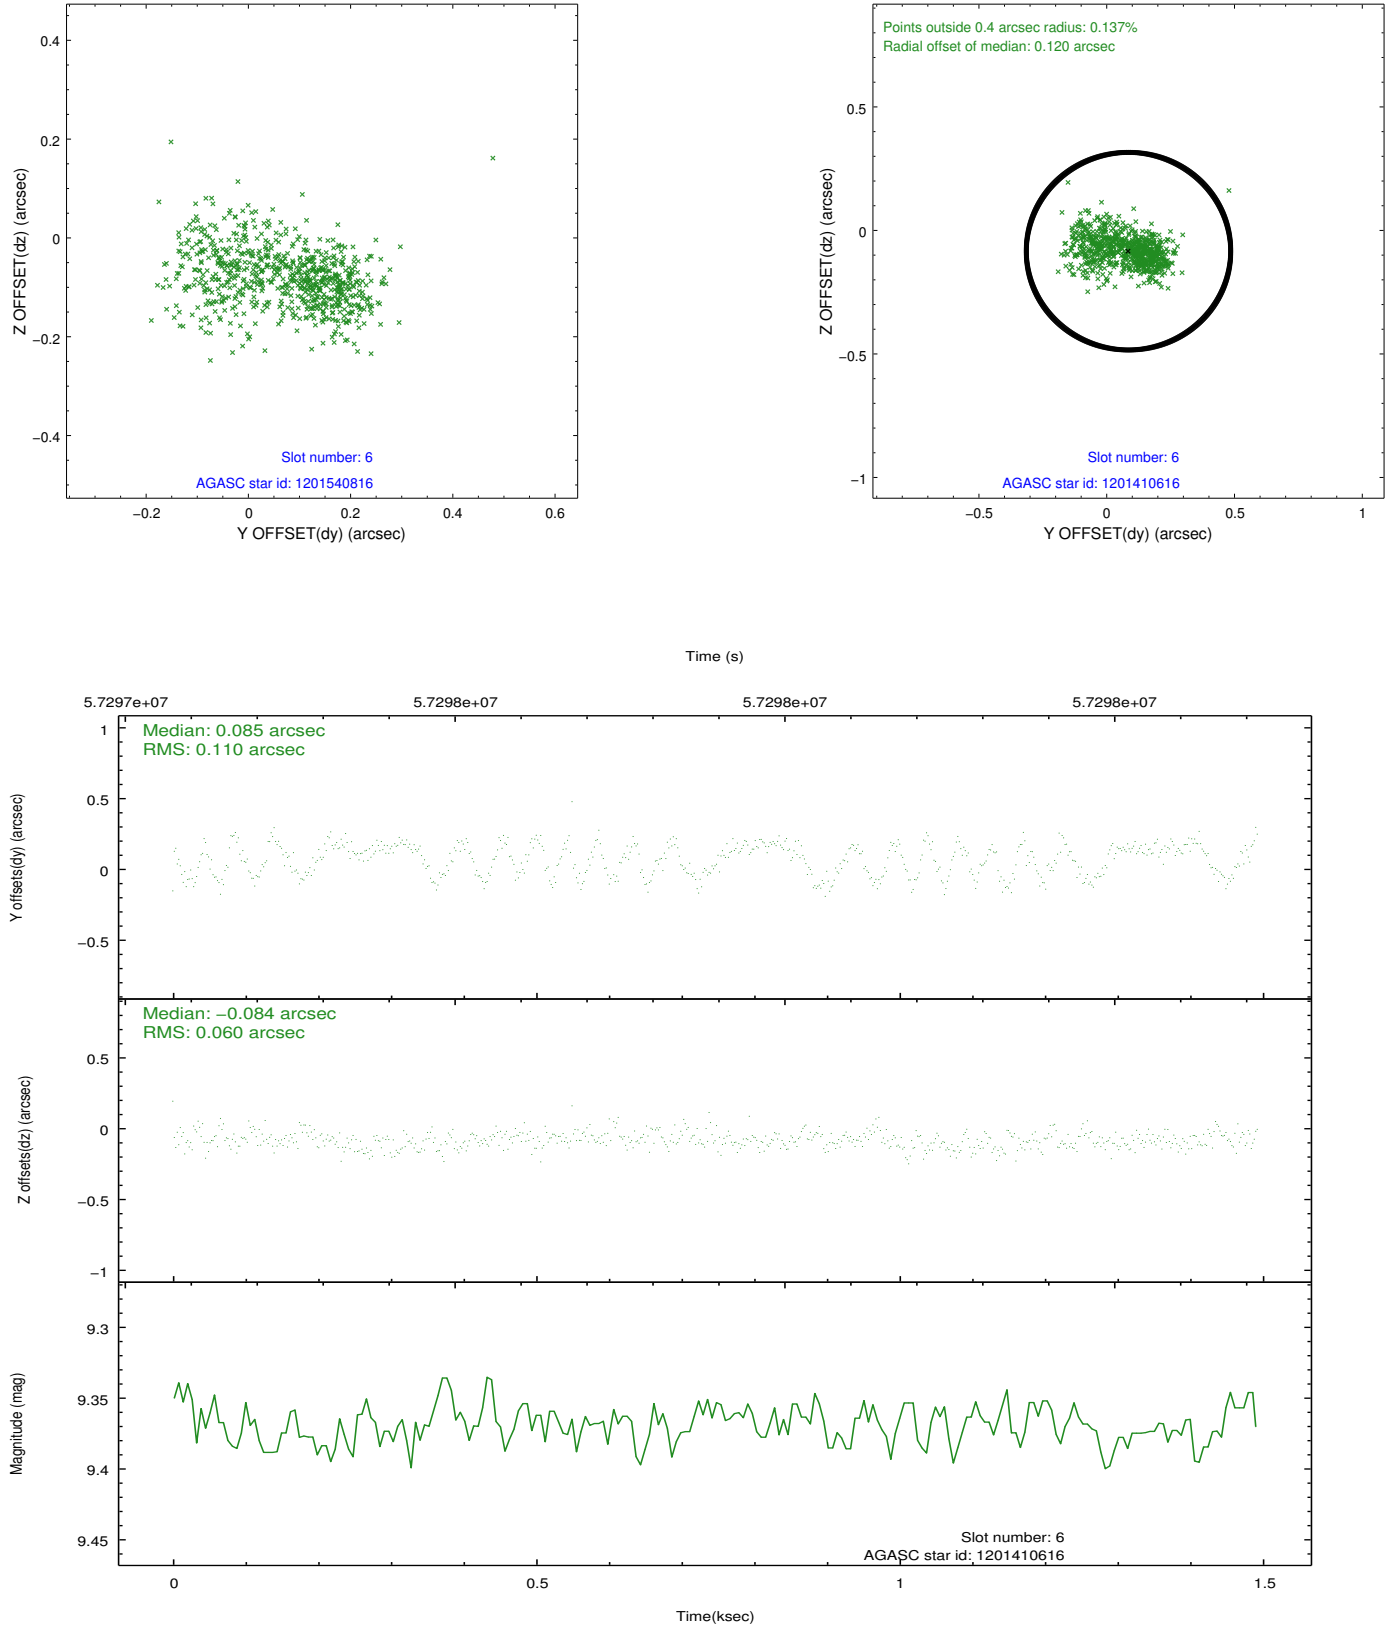 0.4
0.2
0
−0.2
−0.4
Z OFFSET(dz) (arcsec)
Slot number: 6
AGASC star id: 1201540816
−0.2
0
0.2
0.4
0.6
Y OFFSET(dy) (arcsec)
Points outside 0.4 arcsec radius: 0.137%
Radial offset of median: 0.120 arcsec
0.5
0
−0.5
−1
Z OFFSET(dz) (arcsec)
Slot number: 6
AGASC star id: 1201410616
−0.5
0
0.5
1
Y OFFSET(dy) (arcsec)
Time (s)
5.7297e+07
5.7298e+07
5.7298e+07
5.7298e+07
Median: 0.085 arcsec
RMS: 0.110 arcsec
1
0.5
0
−0.5
Y offsets(dy) (arcsec)
Median: −0.084 arcsec
RMS: 0.060 arcsec
0.5
0
−0.5
−1
Z offsets(dz) (arcsec)
9.3
9.35
9.4
9.45
Magnitude (mag)
Slot number: 6
AGASC star id: 1201410616
0
0.5
1
1.5
Time(ksec)